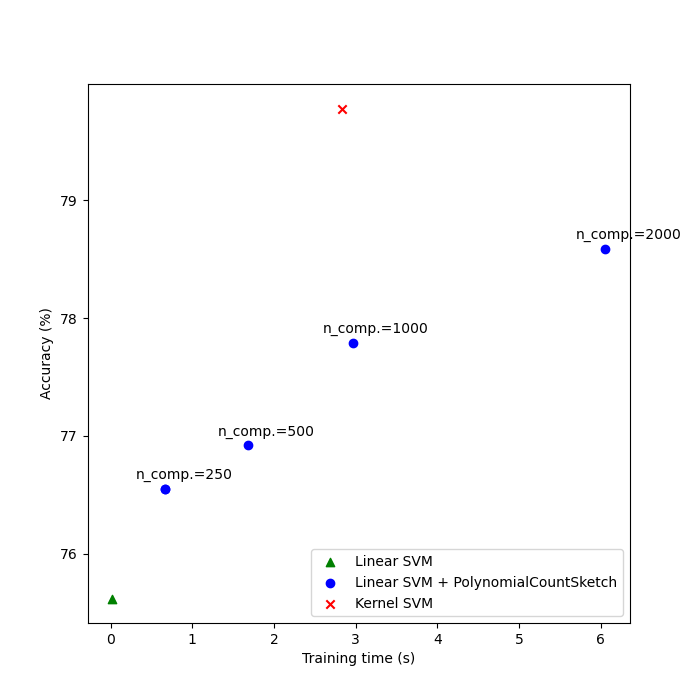 79
78
77
76
Accuracy (%)
n_comp.=2000
n_comp.=1000
n_comp.=500
n_comp.=250
Linear SVM
Linear SVM + PolynomialCountSketch
Kernel SVM
0 1 2 3 4 5 6
Training time (s)